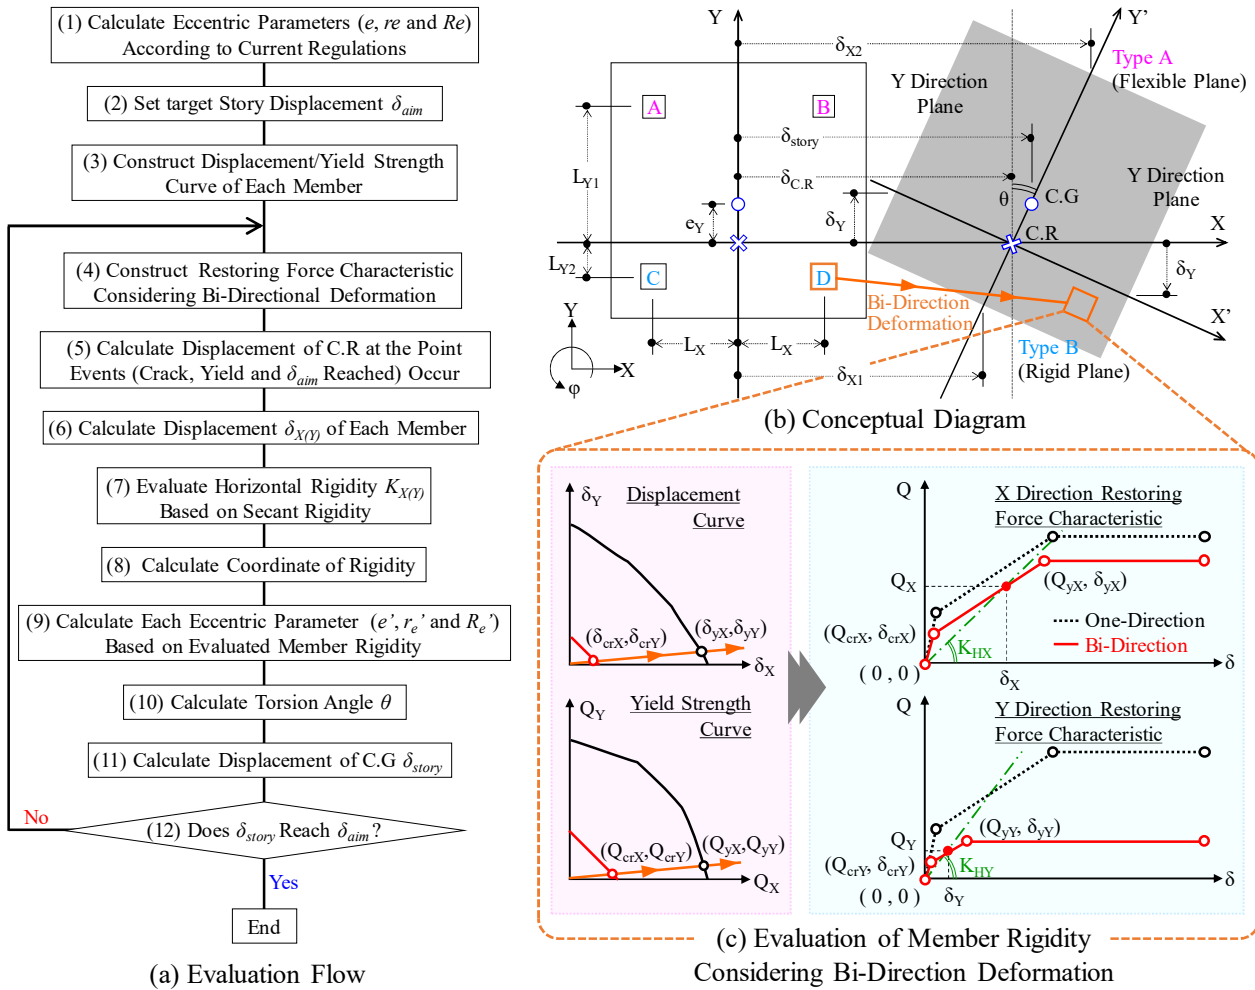 (1) Calculate Eccentric Parameters (e, re and Re)
According to Current Regulations
(2) Set target Story Displacement δaim
(3) Construct Displacement/Yield Strength
Curve of Each Member
(4) Construct Restoring Force Characteristic
Considering Bi-Directional Deformation
(5) Calculate Displacement of C.R at the Point
Events (Crack, Yield and δaim Reached) Occur
(6) Calculate Displacement δX(Y) of Each Member
(7) Evaluate Horizontal Rigidity KX(Y)
Based on Secant Rigidity
(8) Calculate Coordinate of Rigidity
(9) Calculate Each Eccentric Parameter (e', re' and Re')
Based on Evaluated Member Rigidity
(10) Calculate Torsion Angle θ
(11) Calculate Displacement of C.G δstory
No
(12) Does δstory Reach δaim?
Yes
End
(a) Evaluation Flow
Y
Y'
δX2
Type A
(Flexible Plane)
Y Direction
Plane
A
B
δstory
LY1
δC.R
Y Direction
Plane
θ
C.G
eY
δY
C.R
X
LY2
C
D
δY
Bi-Direction
Deformation
X'
Y
X
φ
LX
LX
δX1
Type B
(Rigid Plane)
(b) Conceptual Diagram
δY
Displacement
Curve
(δcrX,δcrY)
(δyX,δyY)
δX
QY
Yield Strength
Curve
(QcrX,QcrY)
(QyX,QyY)
QX
Q
X Direction Restoring
Force Characteristic
QX
(QyX, δyX)
(QcrX, δcrX)
One-Direction
Bi-Direction
KHX
(0,0)
δX
δ
Q
Y Direction Restoring
Force Characteristic
QY
(QyY, δyY)
(QcrY, δcrY)
KHY
(0,0)
δY
δ
(c) Evaluation of Member Rigidity
Considering Bi-Direction Deformation